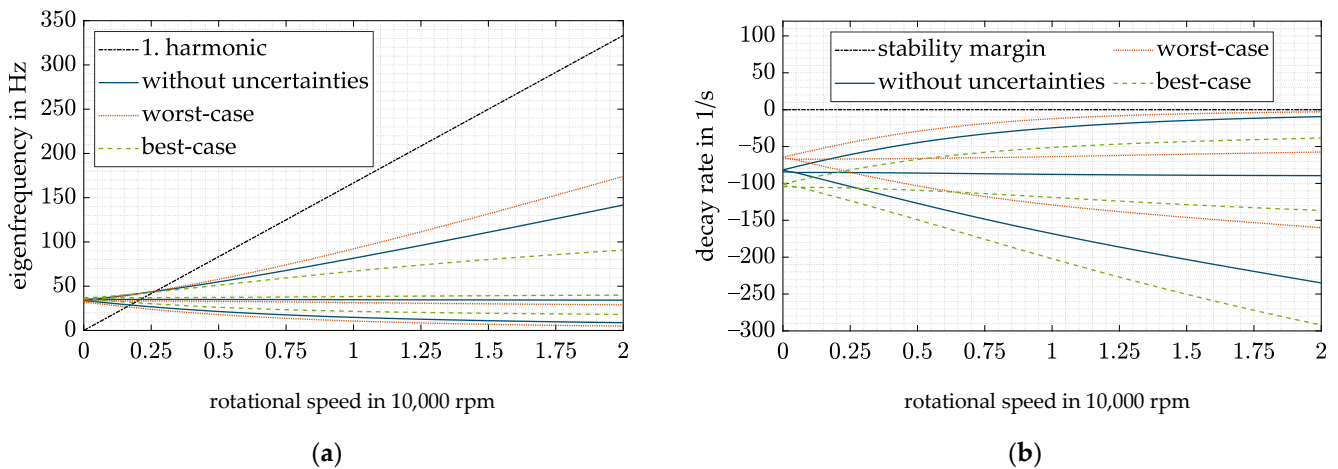 eigenfrequency in Hz
350
300
250
200
150
100
50
0
1. harmonic
without uncertainties
worst-case
best-case
0 0.25 0.5 0.75 1 1.25 1.5 1.75 2
rotational speed in 10,000 rpm
(a)
decay rate in 1/s
100
50
0
−50
−100
−150
−200
−250
−300
stability margin worst-case
without uncertainties best-case
0 0.25 0.5 0.75 1 1.25 1.5 1.75 2
rotational speed in 10,000 rpm
(b)